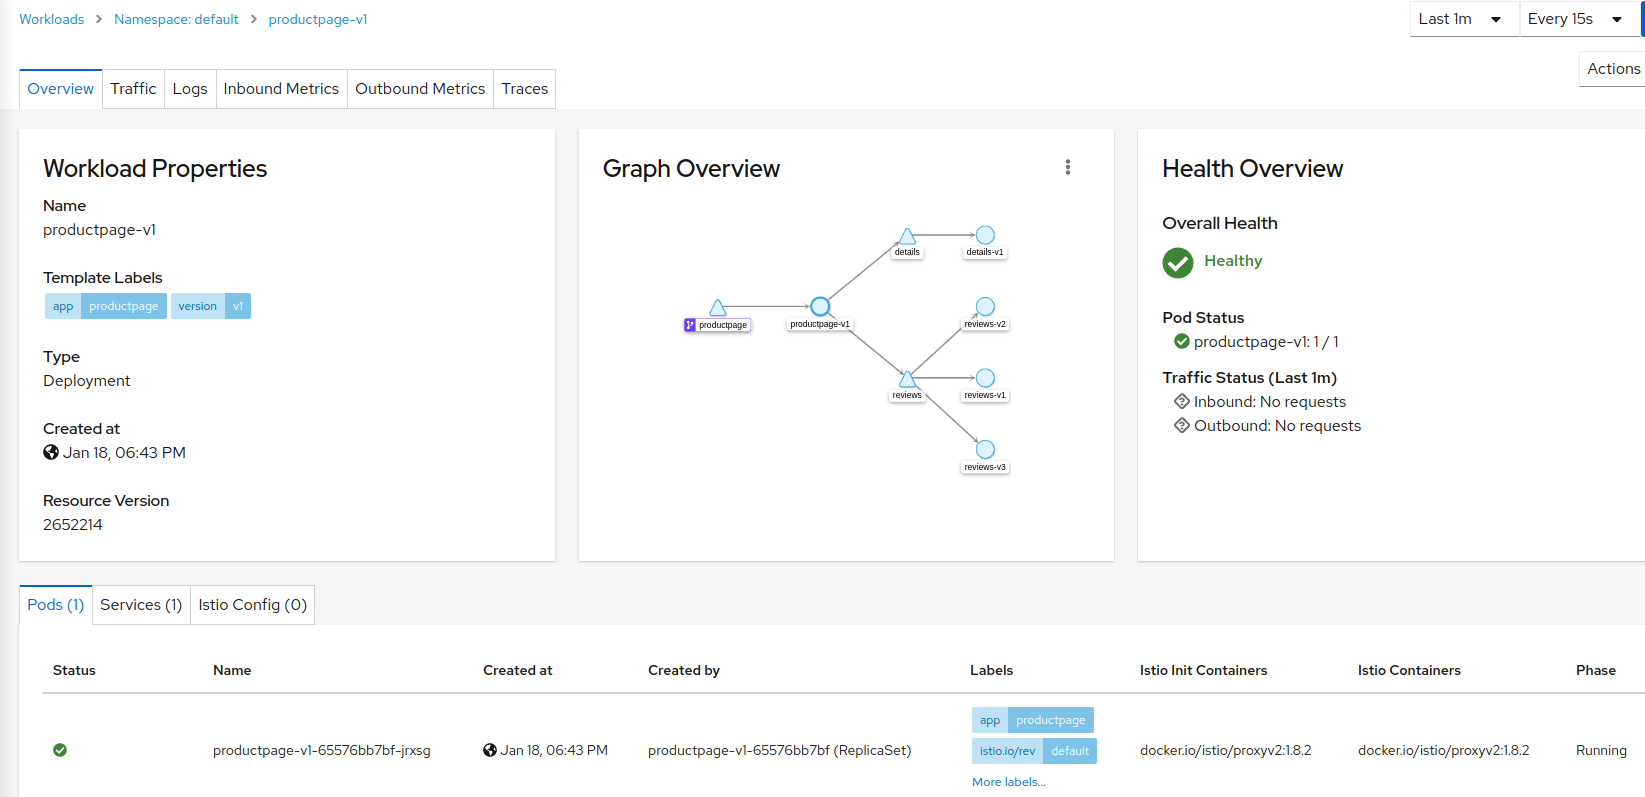 Workloads > Namespace: default > productpage-v1
Last 1m
Every 15s
Actions
Overview
Traffic
Logs
Inbound Metrics
Outbound Metrics
Traces
Workload Properties
Name
productpage-v1
Template Labels
app productpage version v1
Type
Deployment
Created at
Jan 18, 06:43 PM
Resource Version
2652214
Graph Overview
details
details-v1
productpage
productpage-v1
reviews-v2
reviews
reviews-v1
reviews-v3
Health Overview
Overall Health
Healthy
Pod Status
productpage-v1: 1 / 1
Traffic Status (Last 1m)
Inbound: No requests
Outbound: No requests
Pods (1)
Services (1)
Istio Config (0)
Status Name Created at Created by Labels Istio Init Containers Istio Containers Phase
app productpage
productpage-v1-65576bb7bf-jrxsg Jan 18, 06:43 PM productpage-v1-65576bb7bf (ReplicaSet) istio.io/rev default docker.io/istio/proxyv2:1.8.2 docker.io/istio/proxyv2:1.8.2 Running
More labels...